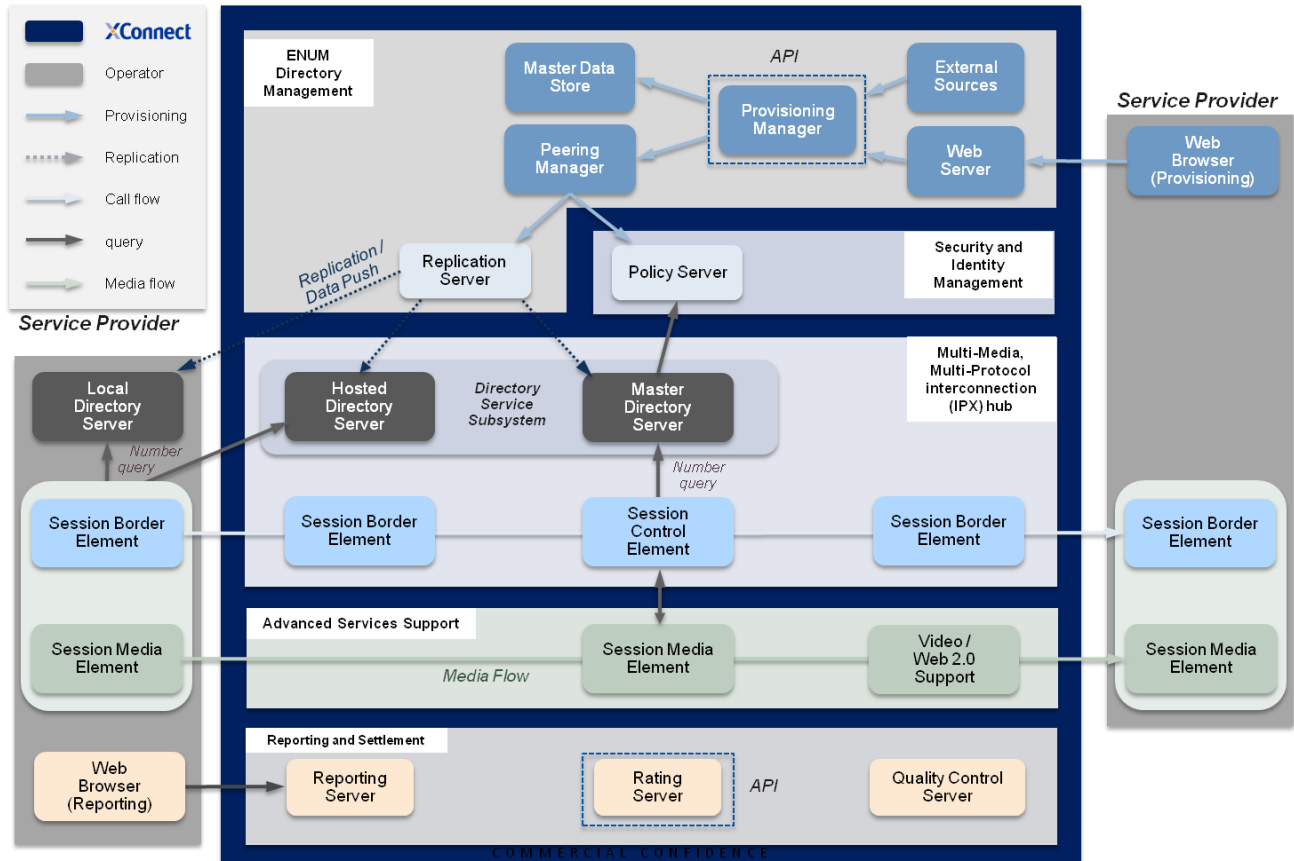 XConnect
Operator
Provisioning
Replication
Call flow
query
Media flow
ENUM
Directory
Management
Master Data
Store
API
Provisioning
Manager
External
Sources
Peering
Manager
Web
Server
Service Provider
Web
Browser
(Provisioning)
Replication /
Data Push
Replication
Server
Policy Server
Security and
Identity
Management
Service Provider
Local
Directory
Server
Hosted
Directory
Server
Directory
Service
Subsystem
Master
Directory
Server
Multi-Media,
Multi-Protocol
interconnection
(IPX) hub
Number
query
Number
query
Session Border
Element
Session Border
Element
Session
Control
Element
Session Border
Element
Session Border
Element
Advanced Services Support
Session Media
Element
Media Flow
Session Media
Element
Video /
Web 2.0
Support
Session Media
Element
Reporting and Settlement
Web
Browser
(Reporting)
Reporting
Server
Rating
Server
API
Quality Control
Server
COMMERCIAL CONFIDENCE